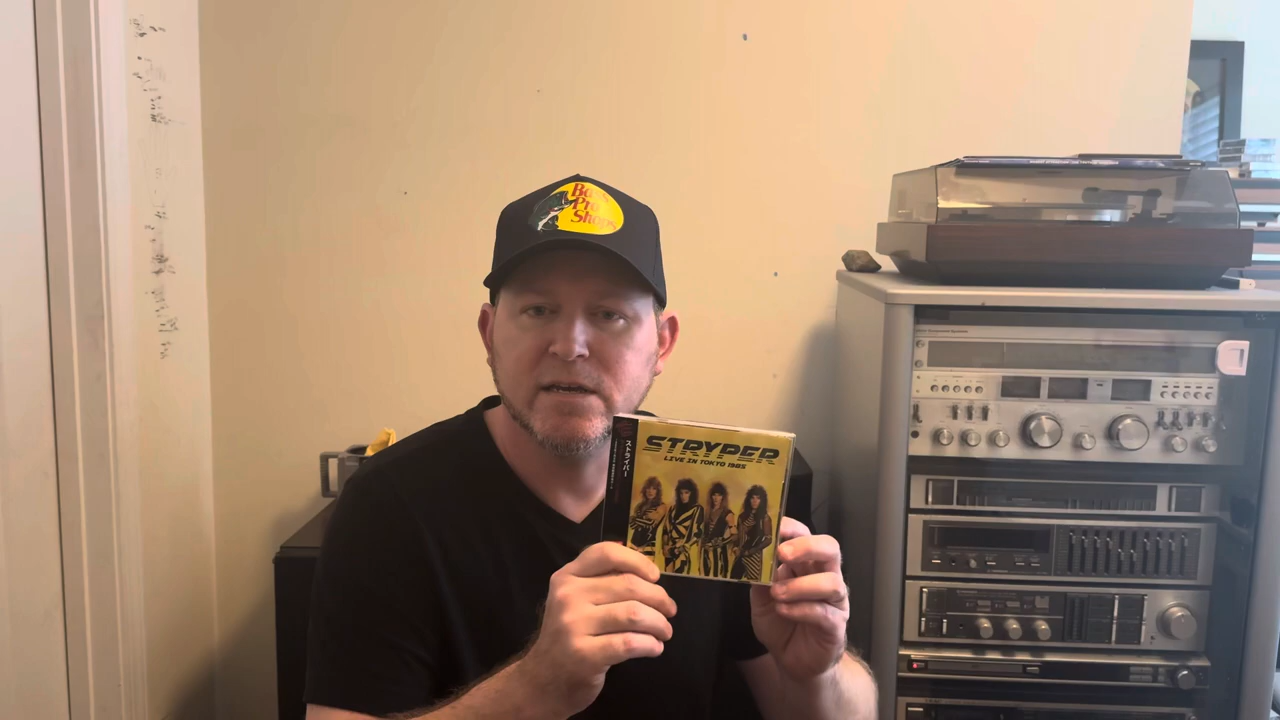 Bass
Pro
Shops
STRYPER
LIVE IN TOKYO 1985
ストライパー